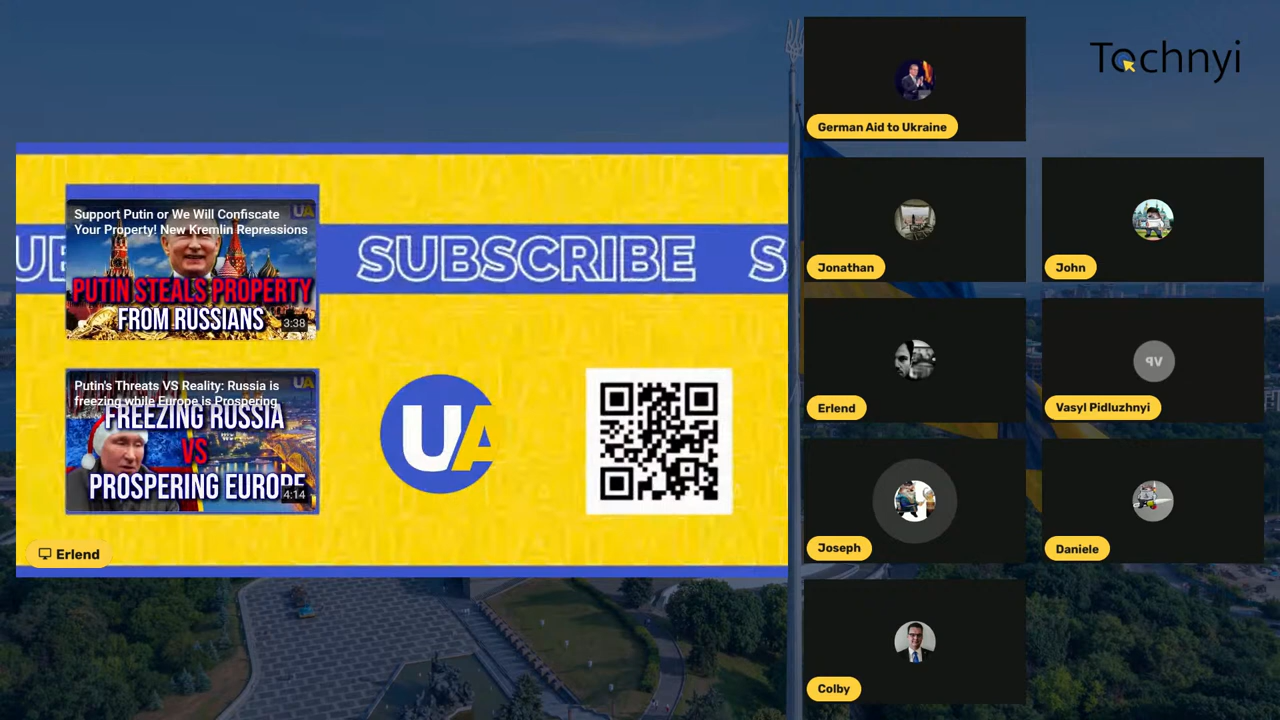 Support Putin or We Will Confiscate
Your Property! New Kremlin Repressions
UA
PUTIN STEALS PROPERTY
FROM RUSSIANS
3:38
UB
SUBSCRIBE
S
Putin's Threats VS Reality: Russia is
freezing while Europe is Prospering
UA
FREEZING RUSSIA
VS
PROSPERING EUROPE
4:14
UA
Erlend
Tochnyi
German Aid to Ukraine
Jonathan
John
Erlend
VP
Vasyl Pidluzhnyi
Joseph
Daniele
Colby